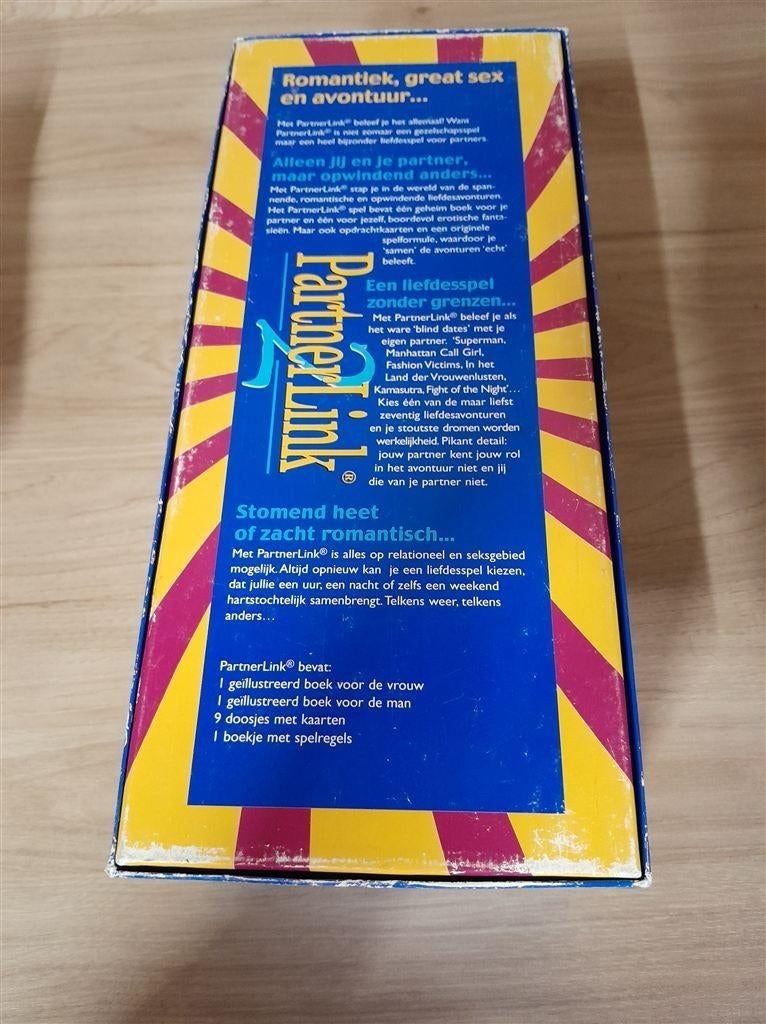 Romantiek, great sex
en avontuur...
Met PartnerLink® beleef je het allemaal! Want
PartnerLink® is niet zomaar een gezelschapsspel
maar een heel bijzonder liefdesspel voor partners.
Alleen jij en je partner,
maar opwindend anders...
Met PartnerLink® stap je in de wereld van de span-
nende, romantische en opwindende liefdesavonturen.
Het PartnerLink® spel bevat één geheim boek voor je
partner en één voor jezelf, boordevol erotische fanta-
sieën. Maar ook opdrachtkaarten en een originele
spelformule, waardoor je
'samen' de avonturen 'echt'
beleeft.
PartnerLink®
2
Een liefdesspel
zonder grenzen...
Met PartnerLink® beleef je als
het ware 'blind dates' met je
eigen partner. 'Superman,
Manhattan Call Girl,
Fashion Victims, In het
Land der Vrouwenlusten,
Kamasutra, Fight of the Night'...
Kies één van de maar liefst
zeventig liefdesavonturen
en je stoutste dromen worden
werkelijkheid. Pikant detail:
jouw partner kent jouw rol
in het avontuur niet en jij
die van je partner niet.
Stomend heet
of zacht romantisch...
Met PartnerLink® is alles op relationeel en seksgebied
mogelijk. Altijd opnieuw kan je een liefdesspel kiezen,
dat jullie een uur, een nacht of zelfs een weekend
hartstochtelijk samenbrengt. Telkens weer, telkens
anders...
PartnerLink® bevat:
1 geïllustreerd boek voor de vrouw
1 geïllustreerd boek voor de man
9 doosjes met kaarten
1 boekje met spelregels